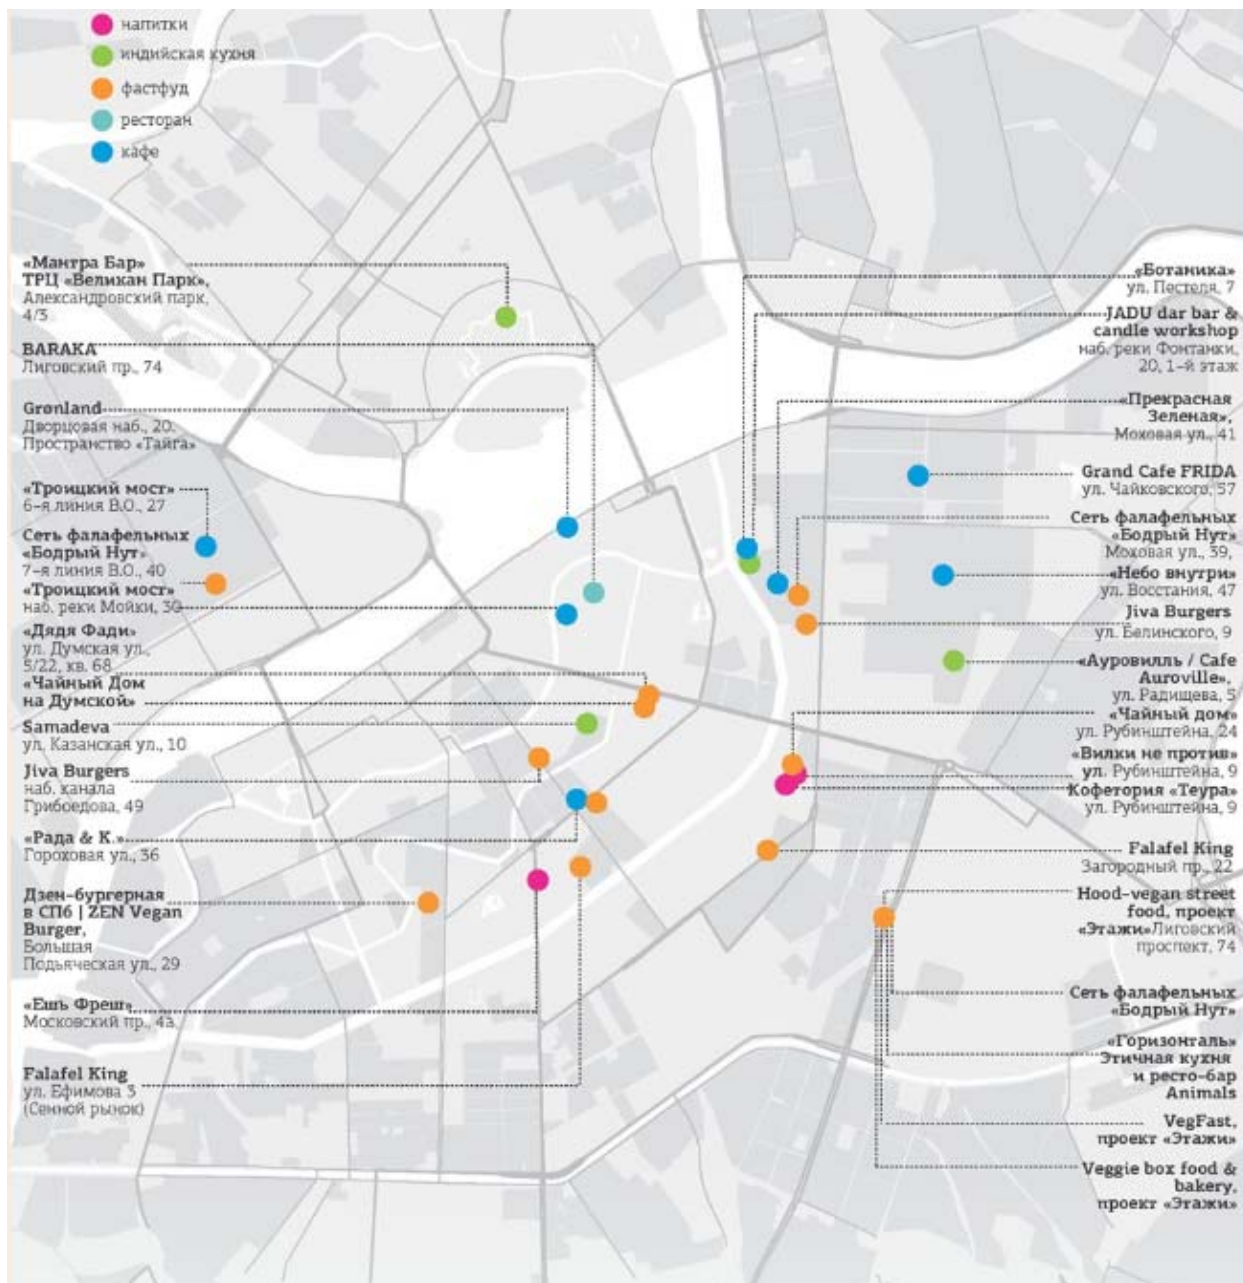 напитки
индийская кухня
фастфуд
ресторан
кафе
«Мантра Бар»
ТРЦ «Великан Парк»,
Александровский парк,
4/3
BARAKA
Лиговский пр., 74
Grønland
Дворцовая наб., 20.
Пространство «Тайга»
«Троицкий мост»
6-я линия В.О., 27
Сеть фалафельных
«Бодрый Нут»
7-я линия В.О., 40
«Троицкий мост»
наб. реки Мойки, 30
«Дядя Фади»
ул. Думская ул.,
5/22, кв. 68
«Чайный Дом
на Думской»
Samadeva
ул. Казанская ул., 10
Jiva Burgers
наб. канала
Грибоедова, 49
«Рада & К.»
Гороховая ул., 36
Дзен-бургерная
в СПб | ZEN Vegan
Burger,
Большая
Подьяческая ул., 29
«Ешь Фреш»
Московский пр., 4а
Falafel King
ул. Ефимова 3
(Сенной рынок)
«Ботаника»
ул. Пестеля, 7
JADU dar bar &
candle workshop
наб. реки Фонтанки,
20, 1-й этаж
«Прекрасная
Зеленая»,
Моховая ул., 41
Grand Cafe FRIDA
ул. Чайковского, 57
Сеть фалафельных
«Бодрый Нут»
Моховая ул., 39,
«Небо внутри»
ул. Восстания, 47
Jiva Burgers
ул. Белинского, 9
«Ауровилль / Cafe
Auroville»,
ул. Радищева, 5
«Чайный дом»
ул. Рубинштейна, 24
«Вилки не против»
ул. Рубинштейна, 9
Кофетория «Теура»
ул. Рубинштейна, 9
Falafel King
Загородный пр., 22
Hood-vegan street
food, проект
«Этажи»Лиговский
проспект, 74
Сеть фалафельных
«Бодрый Нут»
«Горизонталь»
Этичная кухня
и ресто-бар
Animals
VegFast,
проект «Этажи»
Veggie box food &
bakery,
проект «Этажи»